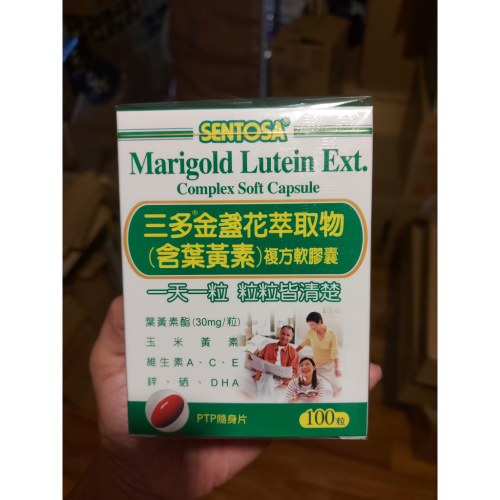 SENTOSA®
Marigold Lutein Ext.
Complex Soft Capsule
三多®金盞花萃取物
(含葉黃素)複方軟膠囊
一天一粒 粒粒皆清楚
葉黃素酯(30mg/粒)
玉米黃素
維生素A、C、E
鋅、硒、DHA
PTP隨身片
100粒